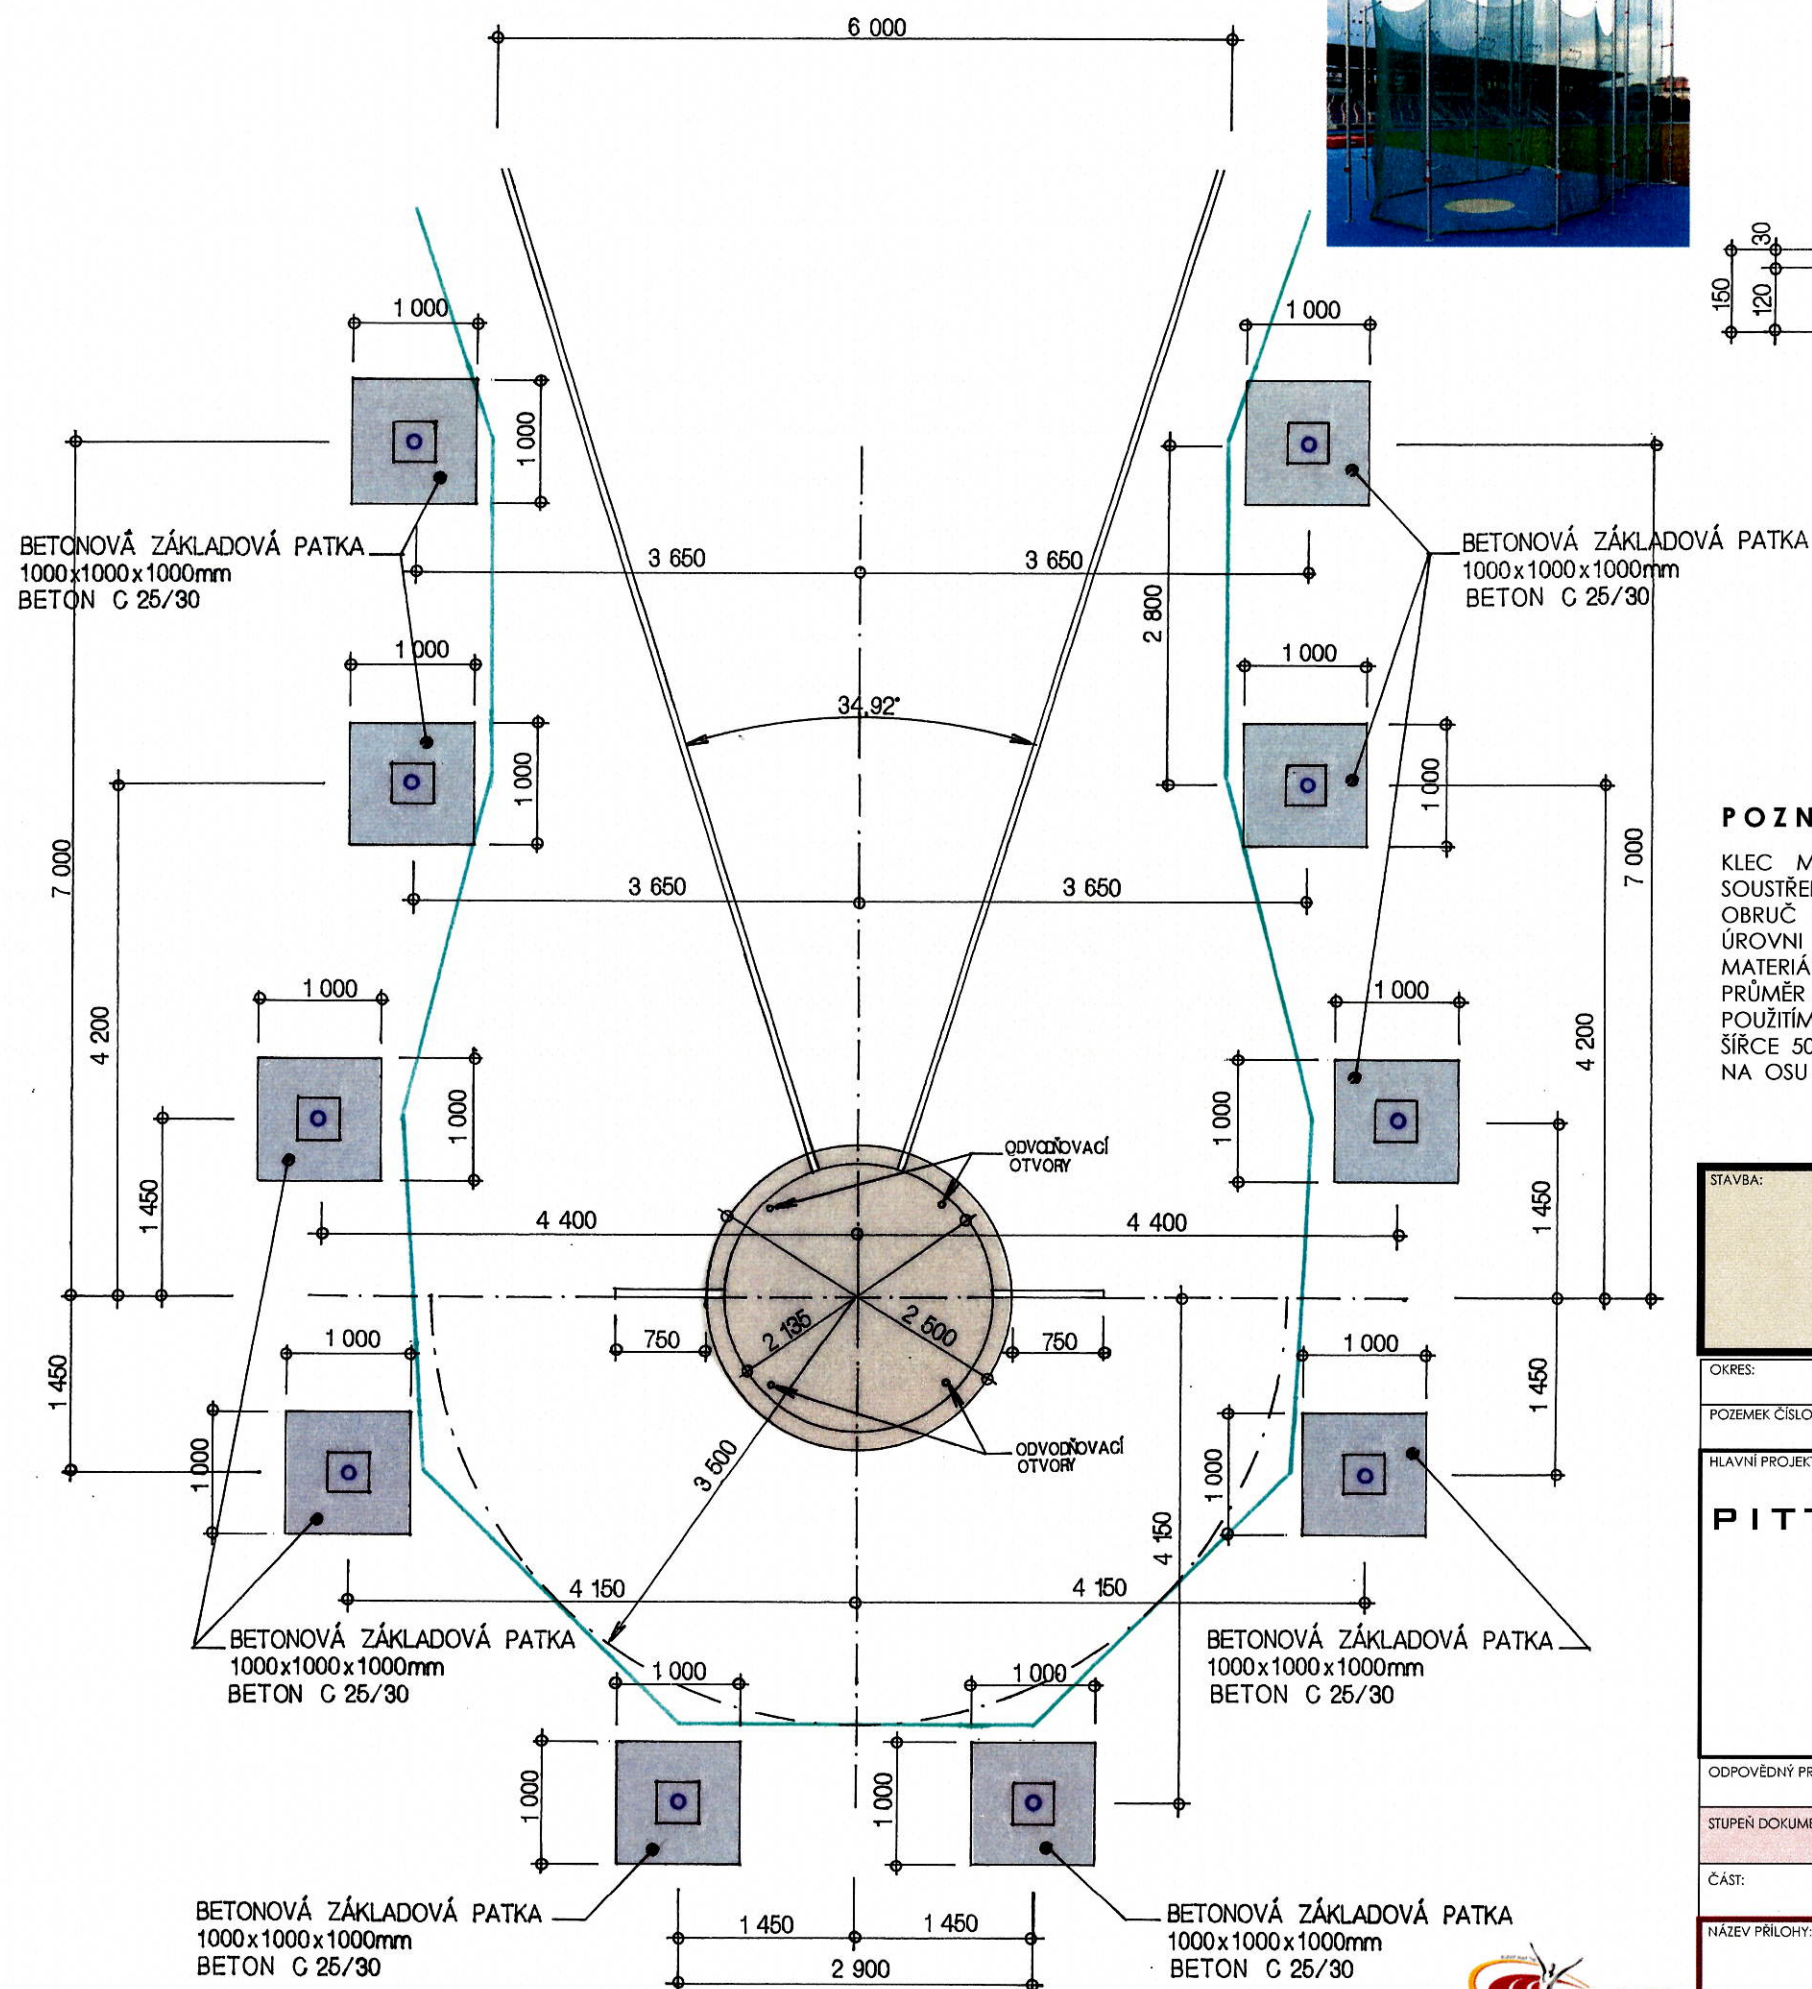 6 000
30
150
120
1 000
1 000
1 000
1 000
BETONOVÁ ZÁKLADOVÁ PATKA
1000x1000x1000mm
BETON C 25/30
3 650
3 650
2 800
BETONOVÁ ZÁKLADOVÁ PATKA
1000x1000x1000mm
BETON C 25/30
1 000
1 000
34,92°
1 000
1 000
7 000
7 000
3 650
3 650
POZN
KLEC M
SOUSTŘE
OBRUČ
ÚROVNI
MATERIÁ
PRŮMĚR
POUŽITÍM
ŠÍŘCE 50
NA OSU
1 000
1 000
4 200
4 200
1 000
1 000
ODVODŇOVACÍ
OTVORY
1 450
1 450
4 400
4 400
STAVBA:
2 135
2 500
750
750
1 000
1 000
1 450
1 450
OKRES:
POZEMEK ČÍSLO
1 000
1 000
3 500
ODVODŇOVACÍ
OTVORY
HLAVNÍ PROJEKT
PITT
4 150
4 150
4 150
BETONOVÁ ZÁKLADOVÁ PATKA
1000x1000x1000mm
BETON C 25/30
BETONOVÁ ZÁKLADOVÁ PATKA
1000x1000x1000mm
BETON C 25/30
1 000
1 000
1 000
1 000
ODPOVĚDNÝ PR
STUPEŇ DOKUME
ČÁST:
BETONOVÁ ZÁKLADOVÁ PATKA
1000x1000x1000mm
BETON C 25/30
1 450
1 450
2 900
BETONOVÁ ZÁKLADOVÁ PATKA
1000x1000x1000mm
BETON C 25/30
NÁZEV PŘÍLOHY: